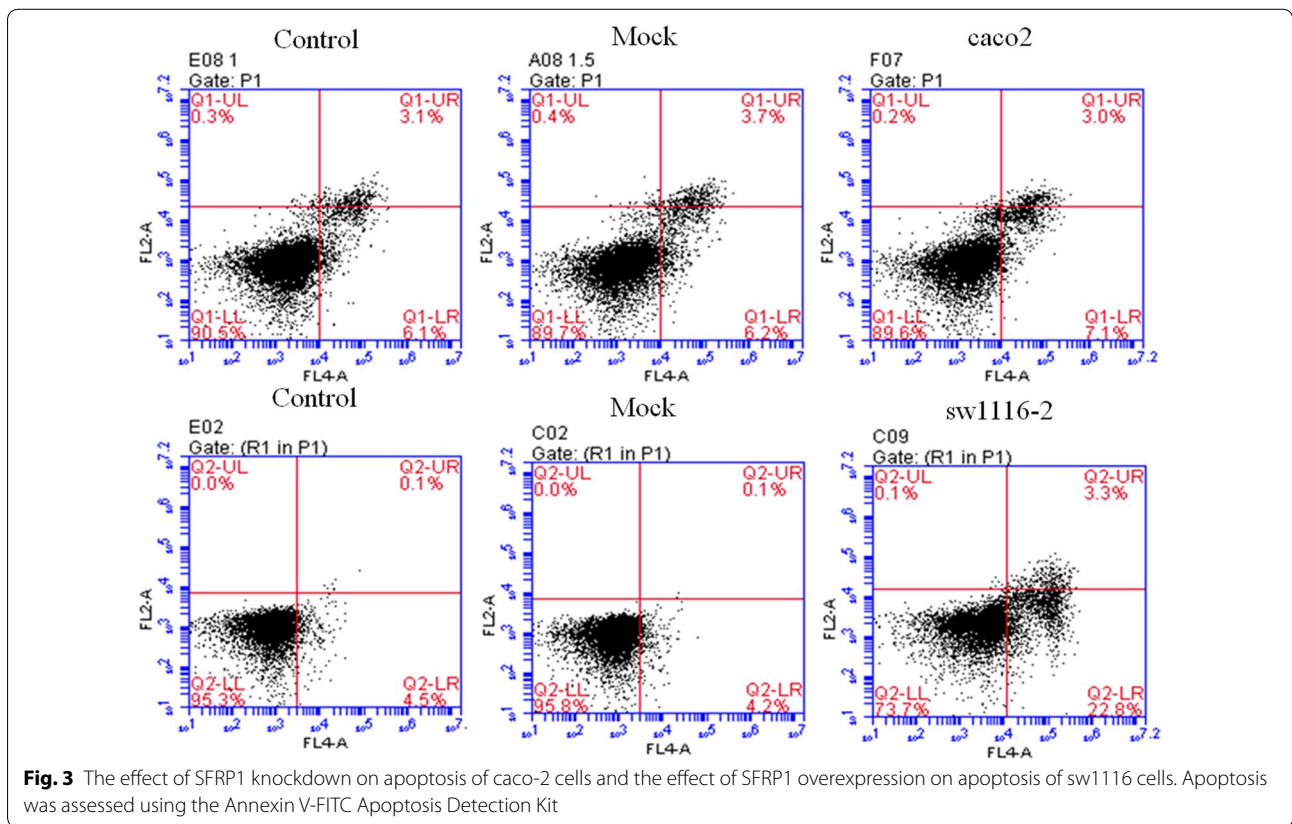 Control
E08 1
Gate: P1
Q1-UL
0.3%
Q1-UR
3.1%
Q1-LL
90.5%
Q1-LR
6.1%
FL2-A
FL4-A
Mock
A08 1.5
Gate: P1
Q1-UL
0.4%
Q1-UR
3.7%
Q1-LL
89.7%
Q1-LR
6.2%
FL2-A
FL4-A
caco2
F07
Gate: P1
Q1-UL
0.2%
Q1-UR
3.0%
Q1-LL
89.6%
Q1-LR
7.1%
FL2-A
FL4-A
Control
E02
Gate: (R1 in P1)
Q2-UL
0.0%
Q2-UR
0.1%
Q2-LL
95.3%
Q2-LR
4.5%
FL2-A
FL4-A
Mock
C02
Gate: (R1 in P1)
Q2-UL
0.0%
Q2-UR
0.1%
Q2-LL
95.8%
Q2-LR
4.2%
FL2-A
FL4-A
sw1116-2
C09
Gate: (R1 in P1)
Q2-UL
0.1%
Q2-UR
3.3%
Q2-LL
73.7%
Q2-LR
22.8%
FL2-A
FL4-A
Fig. 3 The effect of SFRP1 knockdown on apoptosis of caco-2 cells and the effect of SFRP1 overexpression on apoptosis of sw1116 cells. Apoptosis
was assessed using the Annexin V-FITC Apoptosis Detection Kit